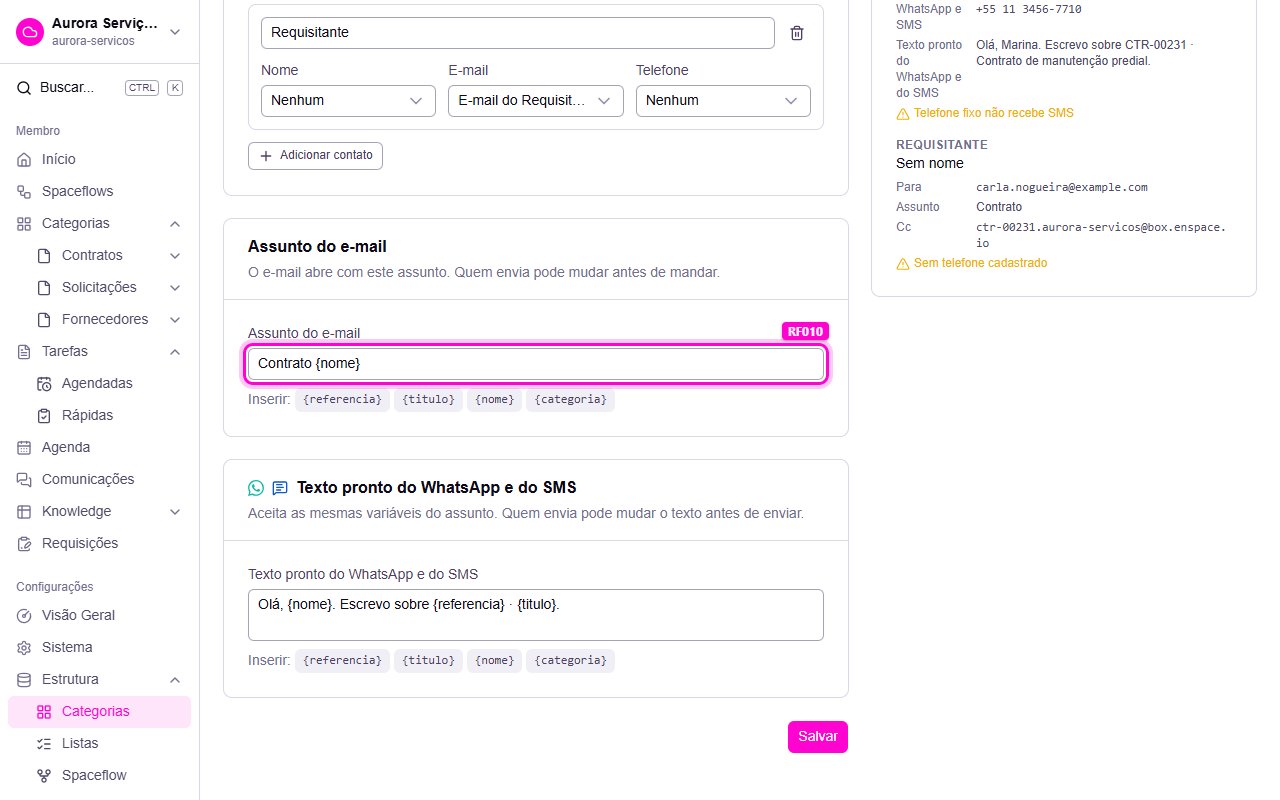 Aurora Serviç...
aurora-servicos
Buscar... CTRL K
Membro
Início
Spaceflows
Categorias
Contratos
Solicitações
Fornecedores
Tarefas
Agendadas
Rápidas
Agenda
Comunicações
Knowledge
Requisições
Configurações
Visão Geral
Sistema
Estrutura
Categorias
Listas
Spaceflow
Requisitante
Nome E-mail Telefone
Nenhum E-mail do Requisit... Nenhum
Adicionar contato
Assunto do e-mail
O e-mail abre com este assunto. Quem envia pode mudar antes de mandar.
Assunto do e-mail RF010
Contrato {nome}
Inserir: {referencia} {titulo} {nome} {categoria}
Texto pronto do WhatsApp e do SMS
Aceita as mesmas variáveis do assunto. Quem envia pode mudar o texto antes de enviar.
Texto pronto do WhatsApp e do SMS
Olá, {nome}. Escrevo sobre {referencia} · {titulo}.
Inserir: {referencia} {titulo} {nome} {categoria}
Salvar
WhatsApp e +55 11 3456-7710
SMS
Texto pronto Olá, Marina. Escrevo sobre CTR-00231 ·
do Contrato de manutenção predial.
WhatsApp e
do SMS
Telefone fixo não recebe SMS
REQUISITANTE
Sem nome
Para carla.nogueira@example.com
Assunto Contrato
Cc ctr-00231.aurora-servicos@box.enspace.
io
Sem telefone cadastrado